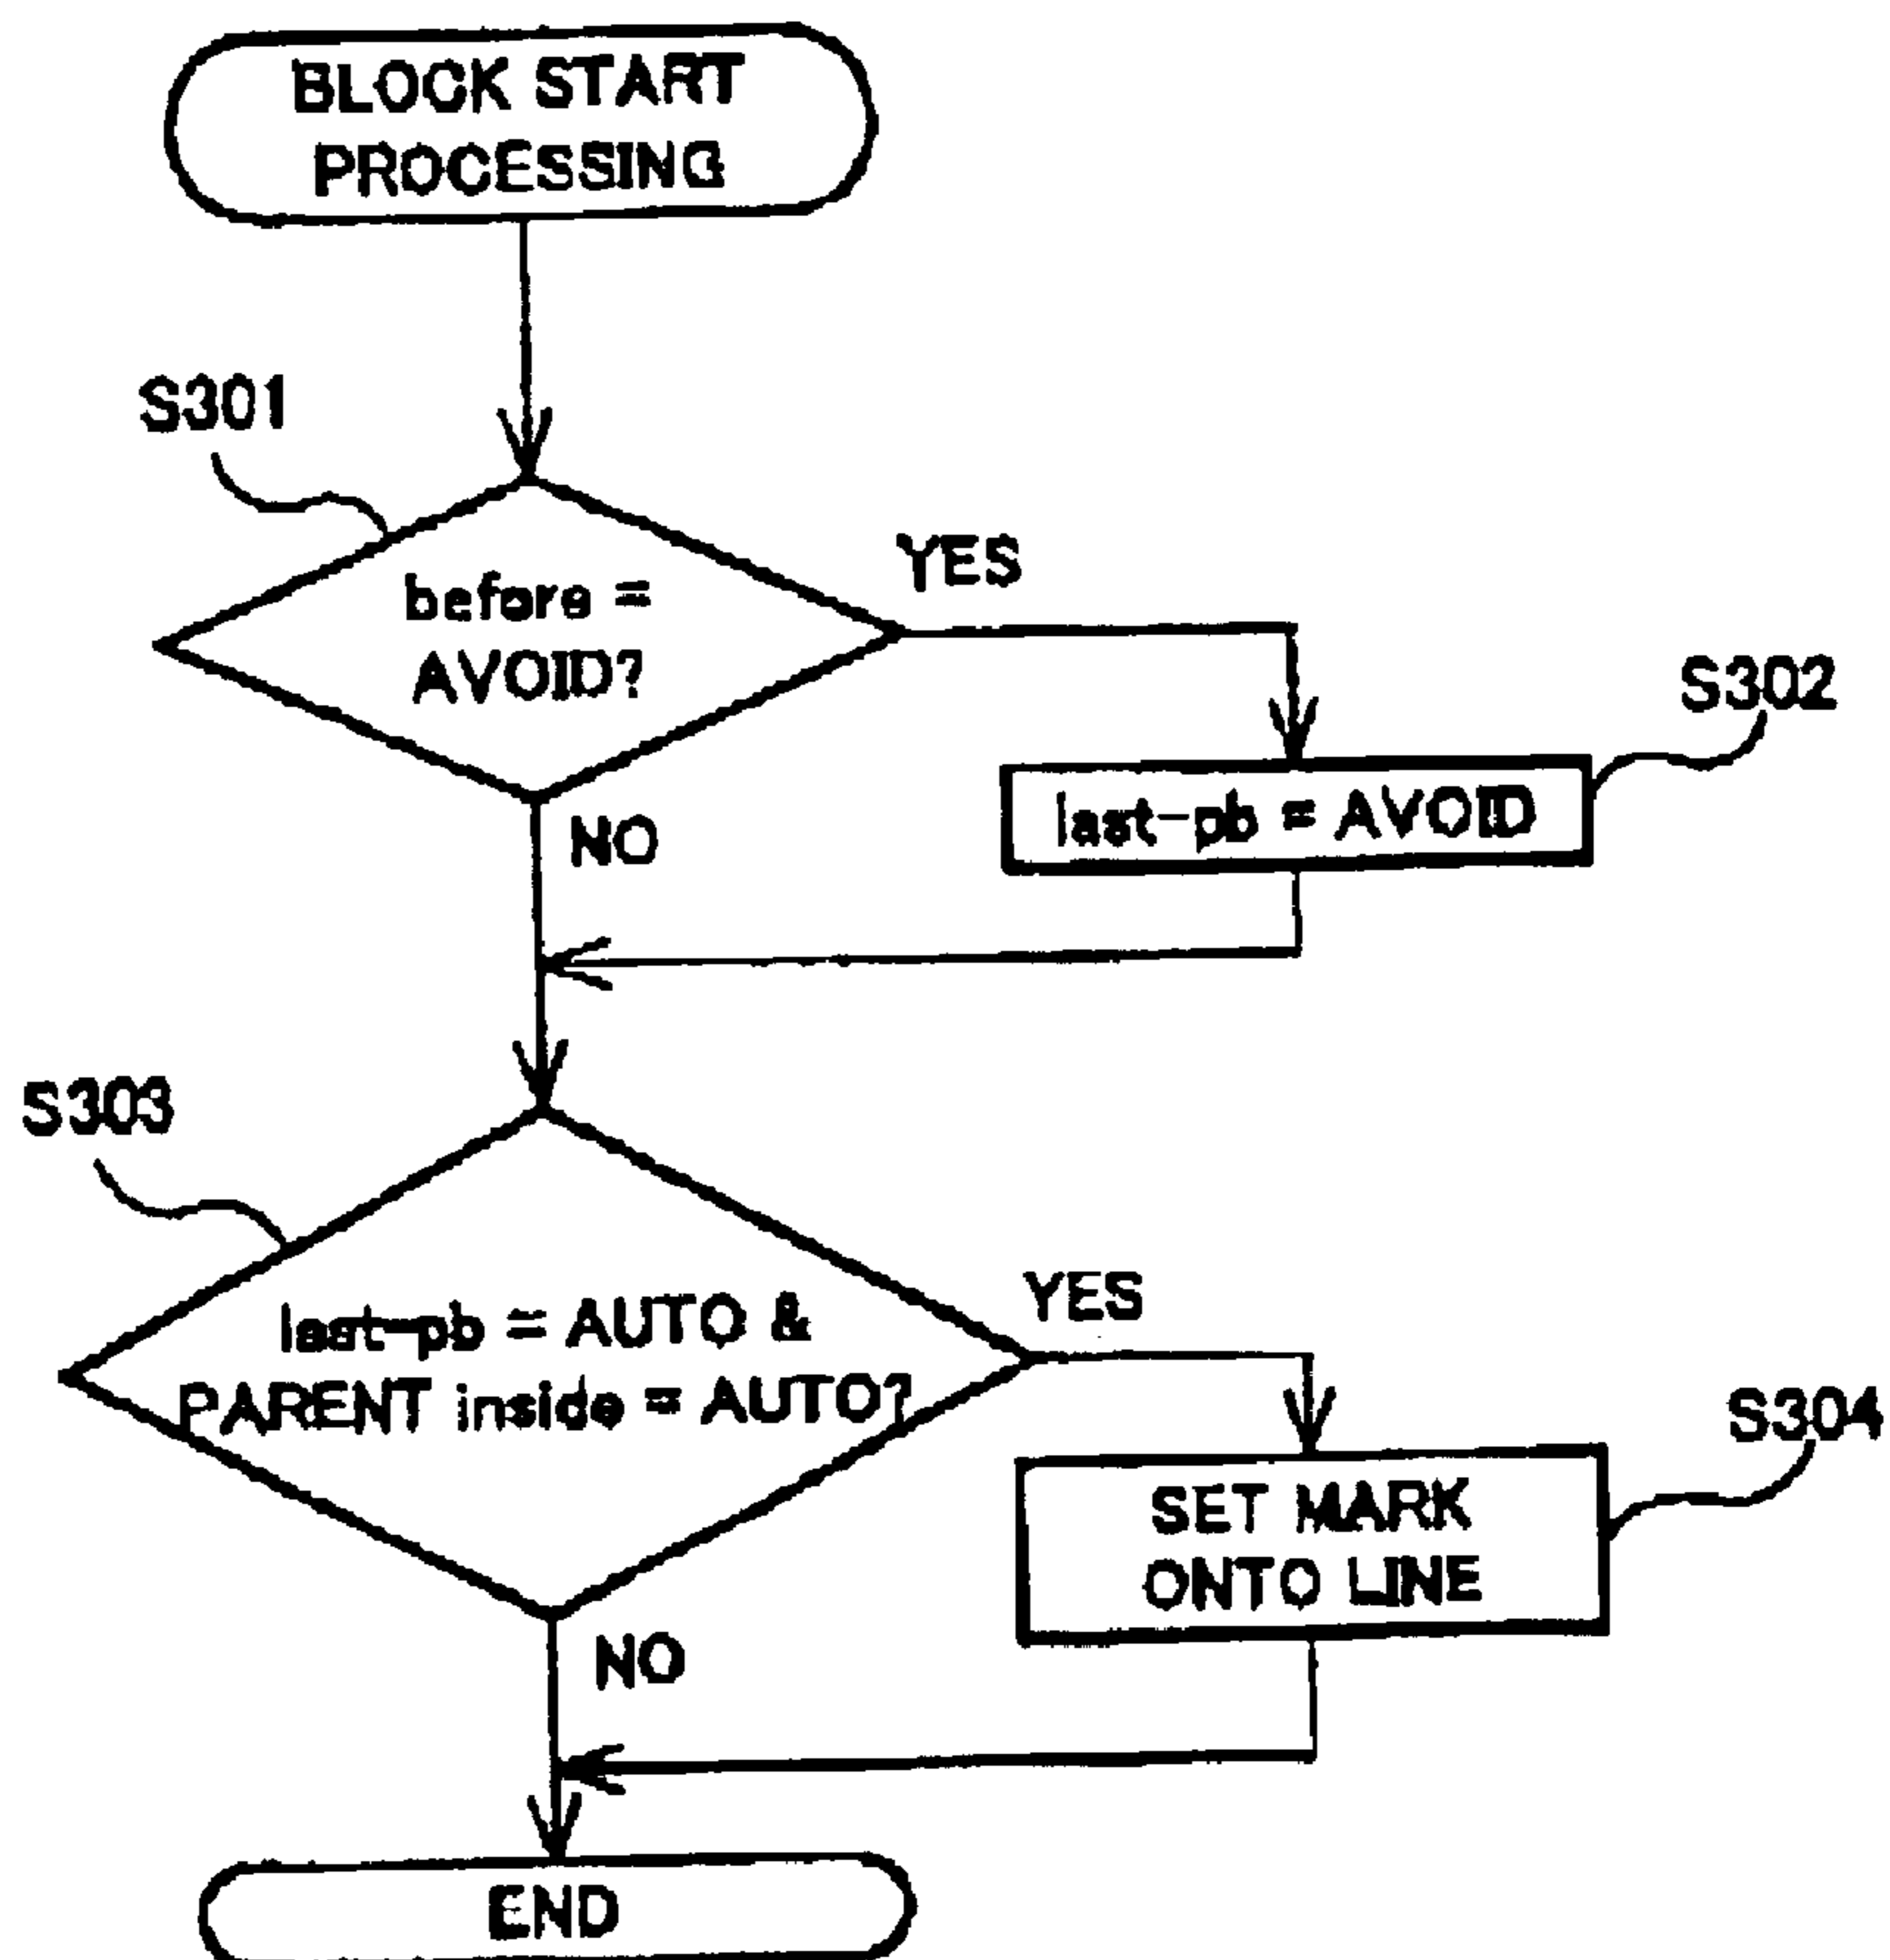 BLOCK START
PROCESSING
S301
before =
AVOID?
YES
S302
last-pb = AVOID
NO
S303
last-pb = AUTO &
PARENT inside = AUTO?
YES
S304
SET MARK
ONTO LINE
NO
END